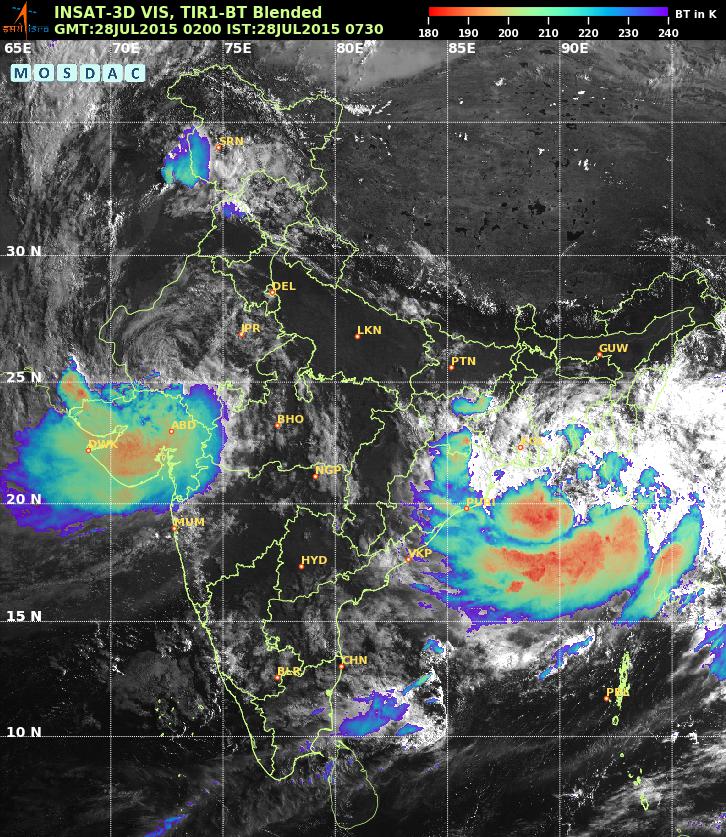 INSAT-3D VIS, TIR1-BT Blended
GMT:28JUL2015 0200 IST:28JUL2015 0730
BT in K
180 190 200 210 220 230 240
65E 70E 75E 80E 85E 90E
MOSDAC
SRN
30 N
DEL
JPR
LKN
GUW
PTN
25 N
ABD
BHO
DWK
NGP
20 N
PURI
MUM
VKP
HYD
15 N
CHN
BLR
10 N